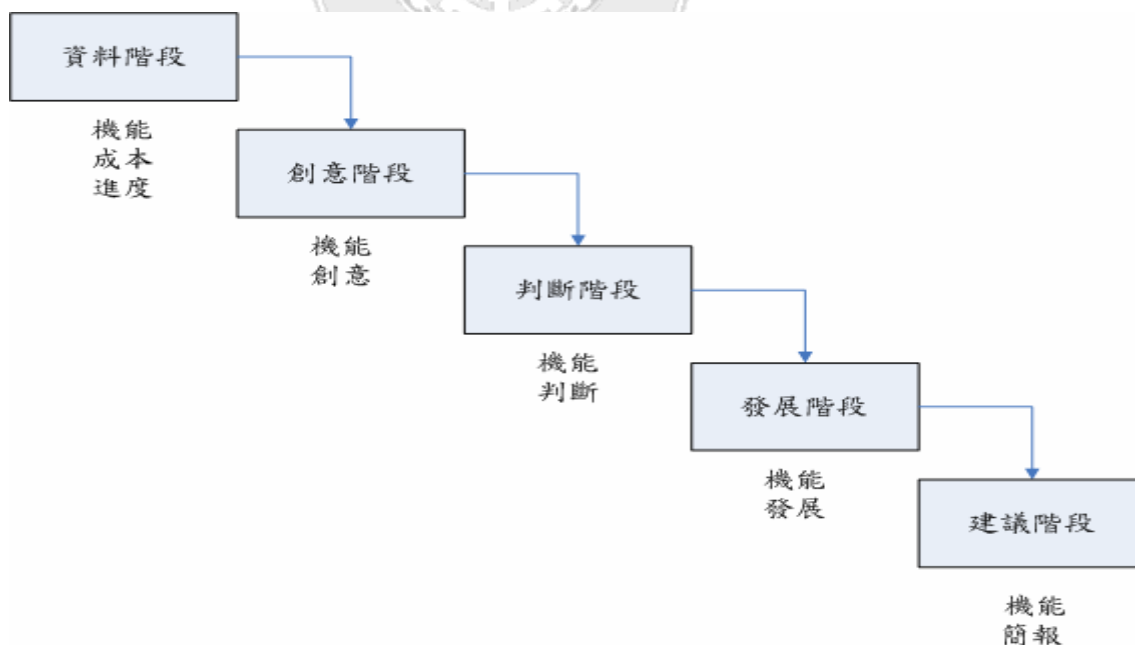 資料階段
機能
成本
進度
創意階段
機能
創意
判斷階段
機能
判斷
發展階段
機能
發展
建議階段
機能
簡報